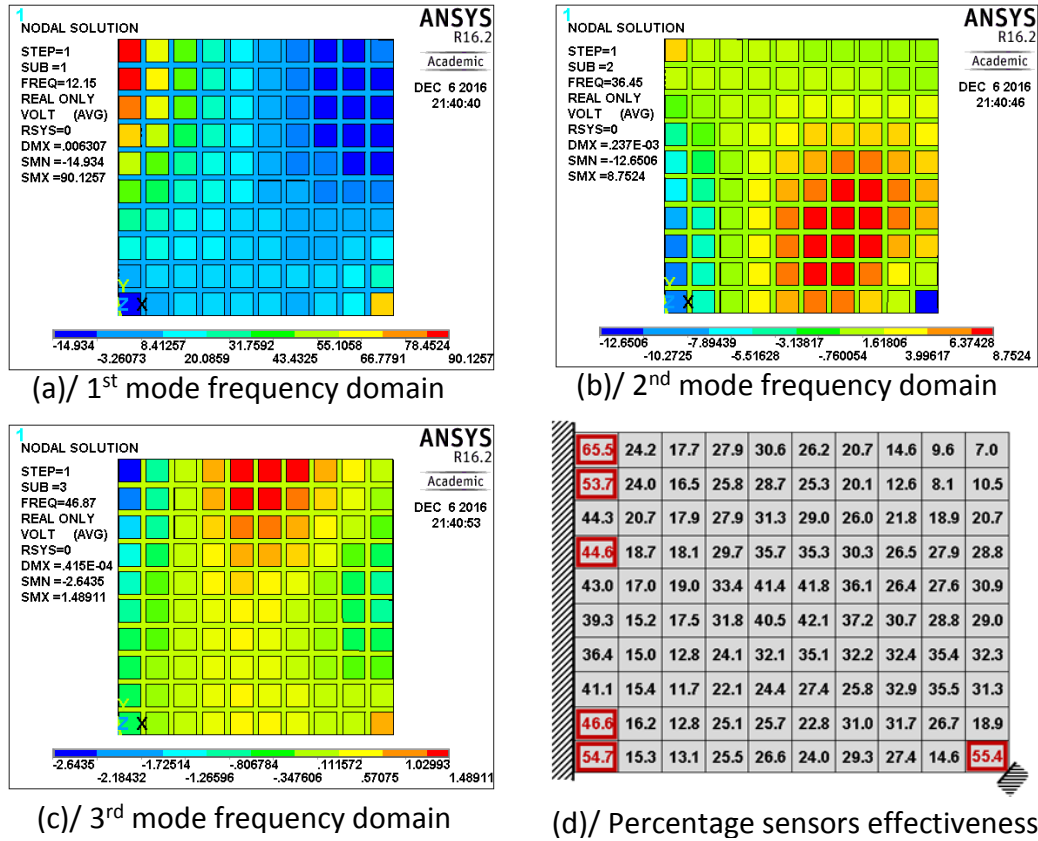 1
NODAL SOLUTION
STEP=1
SUB =1
FREQ=12.15
REAL ONLY
VOLT (AVG)
RSYS=0
DMX =.006307
SMN =-14.934
SMX =90.1257
ANSYS
R16.2
Academic
DEC 6 2016
21:40:40
Y
Z X
-14.934 8.41257 31.7592 55.1058 78.4524
-3.26073 20.0859 43.4325 66.7791 90.1257
(a)/ 1st mode frequency domain
1
NODAL SOLUTION
STEP=1
SUB =2
FREQ=36.45
REAL ONLY
VOLT (AVG)
RSYS=0
DMX =.237E-03
SMN =-12.6506
SMX =8.7524
ANSYS
R16.2
Academic
DEC 6 2016
21:40:46
Y
Z X
-12.6506 -7.89439 -3.13817 1.61806 6.37428
-10.2725 -5.51628 -.760054 3.99617 8.7524
(b)/ 2nd mode frequency domain
1
NODAL SOLUTION
STEP=1
SUB =3
FREQ=46.87
REAL ONLY
VOLT (AVG)
RSYS=0
DMX =.415E-04
SMN =-2.6435
SMX =1.48911
ANSYS
R16.2
Academic
DEC 6 2016
21:40:53
Y
Z X
-2.6435 -1.72514 -.806784 .111572 1.02993
-2.18432 -1.26596 -.347606 .57075 1.48911
(c)/ 3rd mode frequency domain
65.5 24.2 17.7 27.9 30.6 26.2 20.7 14.6 9.6 7.0
53.7 24.0 16.5 25.8 28.7 25.3 20.1 12.6 8.1 10.5
44.3 20.7 17.9 27.9 31.3 29.0 26.0 21.8 18.9 20.7
44.6 18.7 18.1 29.7 35.7 35.3 30.3 26.5 27.9 28.8
43.0 17.0 19.0 33.4 41.4 41.8 36.1 26.4 27.6 30.9
39.3 15.2 17.5 31.8 40.5 42.1 37.2 30.7 28.8 29.0
36.4 15.0 12.8 24.1 32.1 35.1 32.2 32.4 35.4 32.3
41.1 15.4 11.7 22.1 24.4 27.4 25.8 32.9 35.5 31.3
46.6 16.2 12.8 25.1 25.7 22.8 31.0 31.7 26.7 18.9
54.7 15.3 13.1 25.5 26.6 24.0 29.3 27.4 14.6 55.4
(d)/ Percentage sensors effectiveness